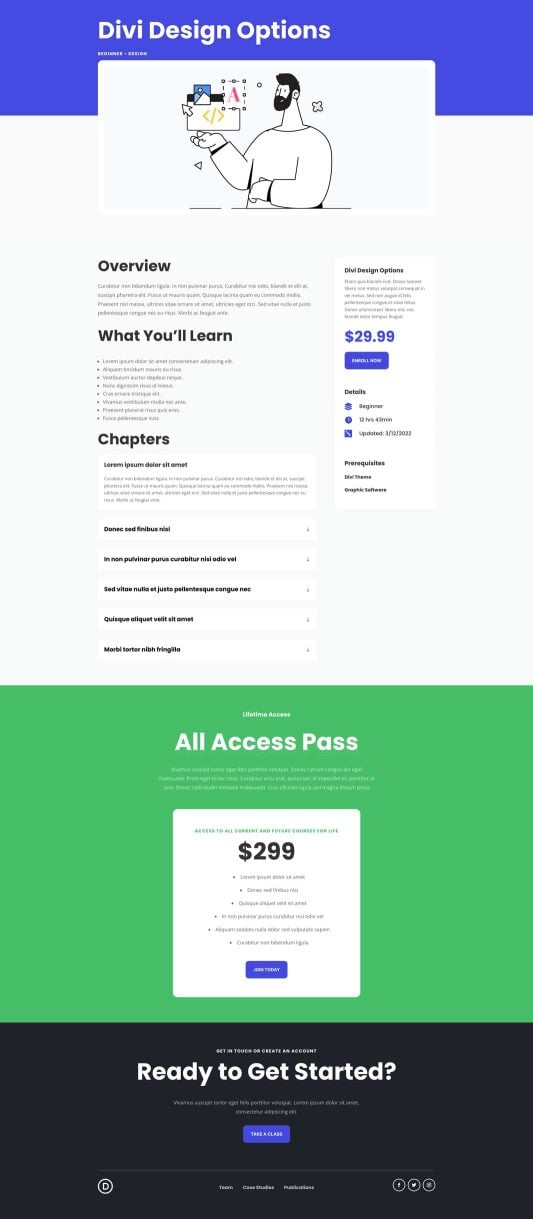 Divi Design Options
BEGINNER • DESIGN
A
</>
Overview
Curabitur non bibendum ligula. In non pulvinar purus. Curabitur nisi odio, blandit et elit at,
suscipit pharetra elit. Fusce ut mauris quam. Quisque lacinia quam eu commodo mollis.
Praesent nisl massa, ultrices vitae ornare sit amet, ultricies eget orci. Sed vitae nulla et justo
pellentesque congue nec eu risus. Morbi ac feugiat ante.
What You'll Learn
• Lorem ipsum dolor sit amet consectetuer adipiscing elit.
• Aliquam tincidunt mauris eu risus.
• Vestibulum auctor dapibus neque.
• Nunc dignissim risus id metus.
• Cras ornare tristique elit.
• Vivamus vestibulum ntulla nec ante.
• Praesent placerat risus quis eros.
• Fusce pellentesque susc
Chapters
Lorem ipsum dolor sit amet
Curabitur non bibendum ligula. In non pulvinar purus. Curabitur nisi odio, blandit et elit at, suscipit
pharetra elit. Fusce ut mauris quam. Quisque lacinia quam eu commodo mollis. Praesent nisl massa,
ultrices vitae ornare sit amet, ultricies eget orci. Sed vitae nulla et justo pellentesque congue nec eu
risus. Morbi ac feugiat ante.
Donec sed finibus nisi
In non pulvinar purus curabitur nisi odio vel
Sed vitae nulla et justo pellentesque congue nec
Quisque aliquet velit sit amet
Morbi tortor nibh fringilla
Divi Design Options
Etiam quis blandit erat. Donec laoreet
libero non metus volutpat consequat in
vel metus. Sed non augue id felis
pellentesque congue et vitae tellus.
Donec ullamcorper libero nisl, nec
blandit dolor tempus feugiat.
$29.99
ENROLL NOW
Details
Beginner
12 hrs 43min
Updated: 3/12/2022
Prerequisites
Divi Theme
Graphic Software
Lifetime Access
All Access Pass
Vivamus suscipit tortor eget felis porttitor volutpat. Donec rutrum congue leo eget
malesuada. Proin eget tortor risus. Curabitur arcu erat, accumsan id imperdiet et, porttitor at
sem. Donec sollicitudin molestie malesuada. Cras ultricies ligula sed magna dictum porta.
ACCESS TO ALL CURRENT AND FUTURE COURSES FOR LIFE
$299
• Lorem ipsum dolor sit amet
• Donec sed finibus nisi
• Quisque aliquet velit sit amet
• In non pulvinar purus curabitur nisi odio vel
• Aliquam sodales nulla dolor sed vulputate sapien
• Curabitur non bibendum ligula
JOIN TODAY
GET IN TOUCH OR CREATE AN ACCOUNT
Ready to Get Started?
Vivamus suscipit tortor eget felis porttitor volutpat. Lorem ipsum dolor sit amet,
consectetur adipiscing elit.
TAKE A CLASS
D
Team Case Studies Publications